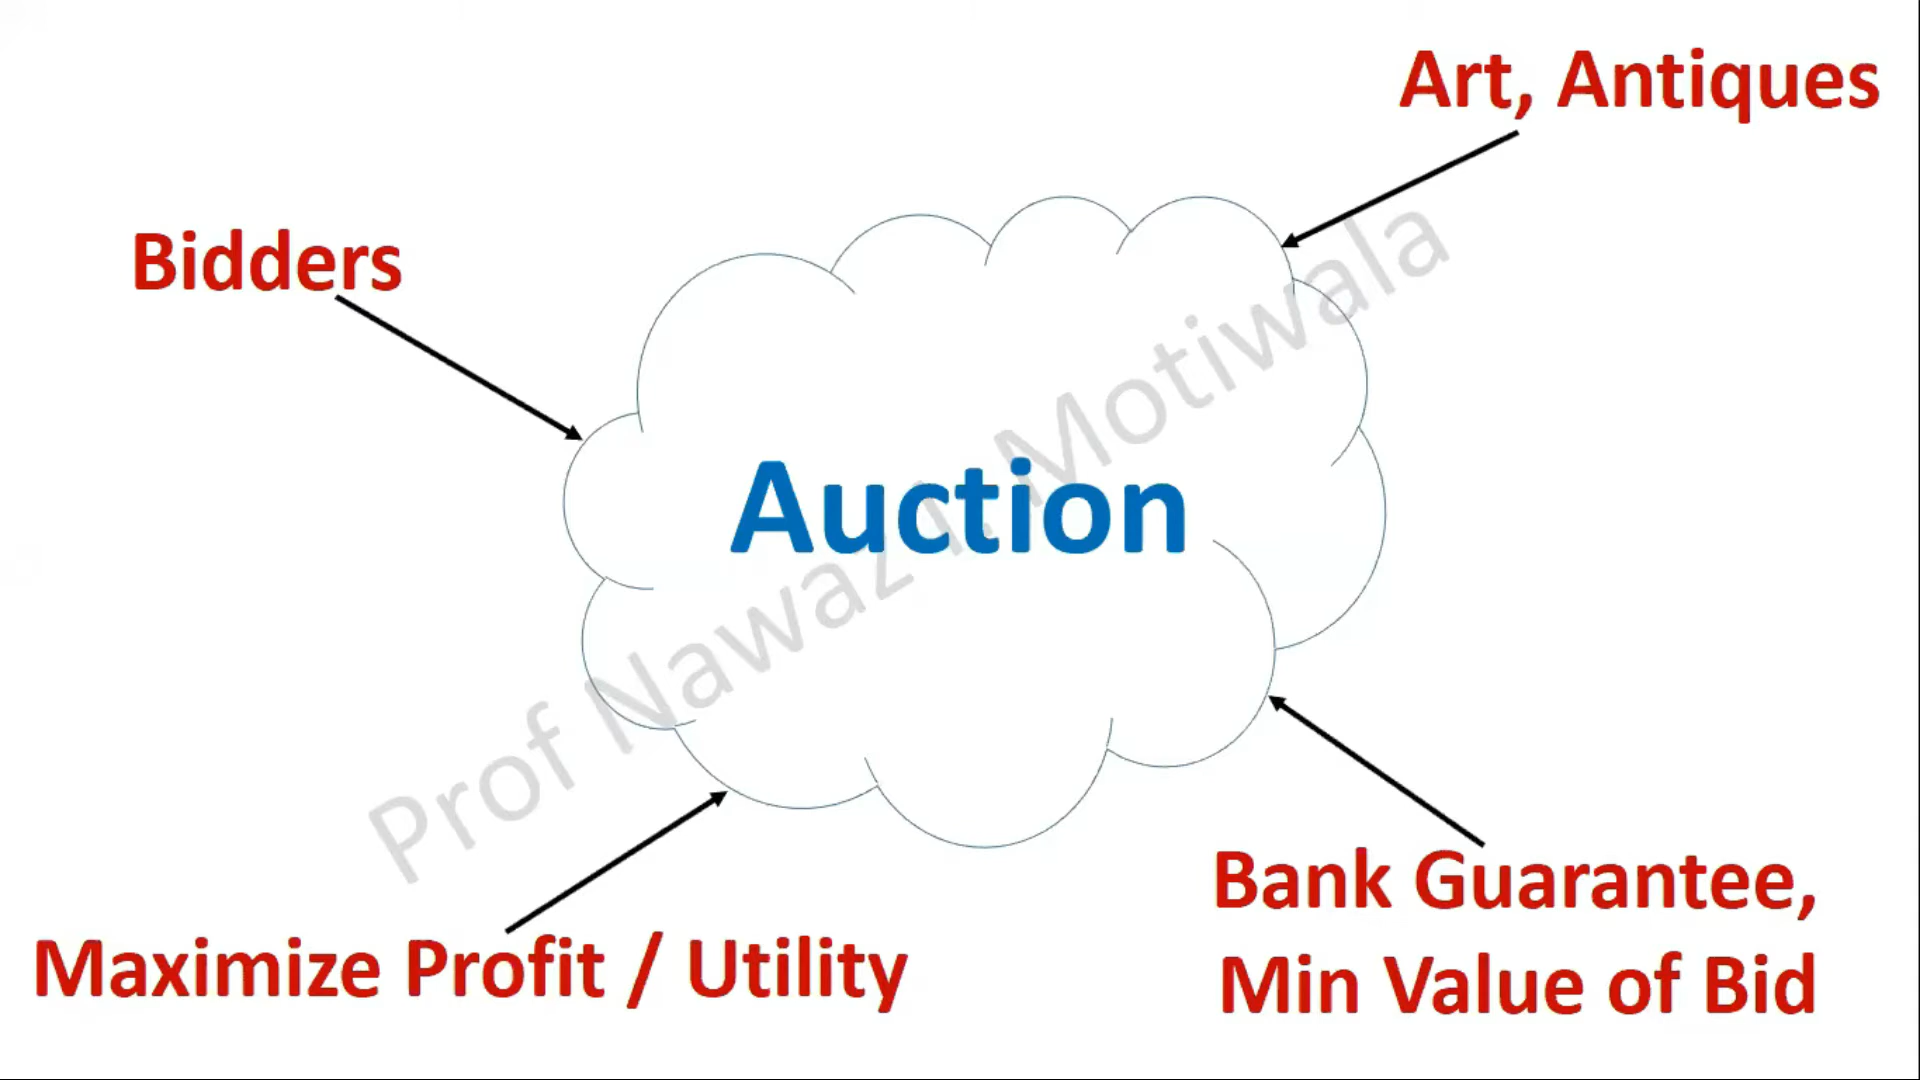 Art, Antiques
Bidders
Auction
Prof Nawaz I. Motiwala
Bank Guarantee,
Min Value of Bid
Maximize Profit / Utility